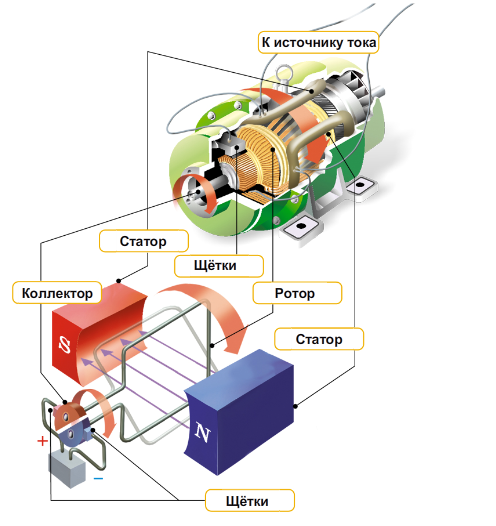 К источнику тока
Статор
Щётки
Коллектор
Ротор
Статор
S
N
+
–
Щётки